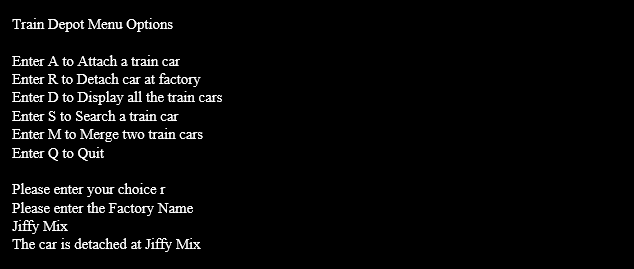 Train Depot Menu Options
Enter A to Attach a train car
Enter R to Detach car at factory
Enter D to Display all the train cars
Enter S to Search a train car
Enter M to Merge two train cars
Enter Q to Quit
Please enter your choice r
Please enter the Factory Name
Jiffy Mix
The car is detached at Jiffy Mix